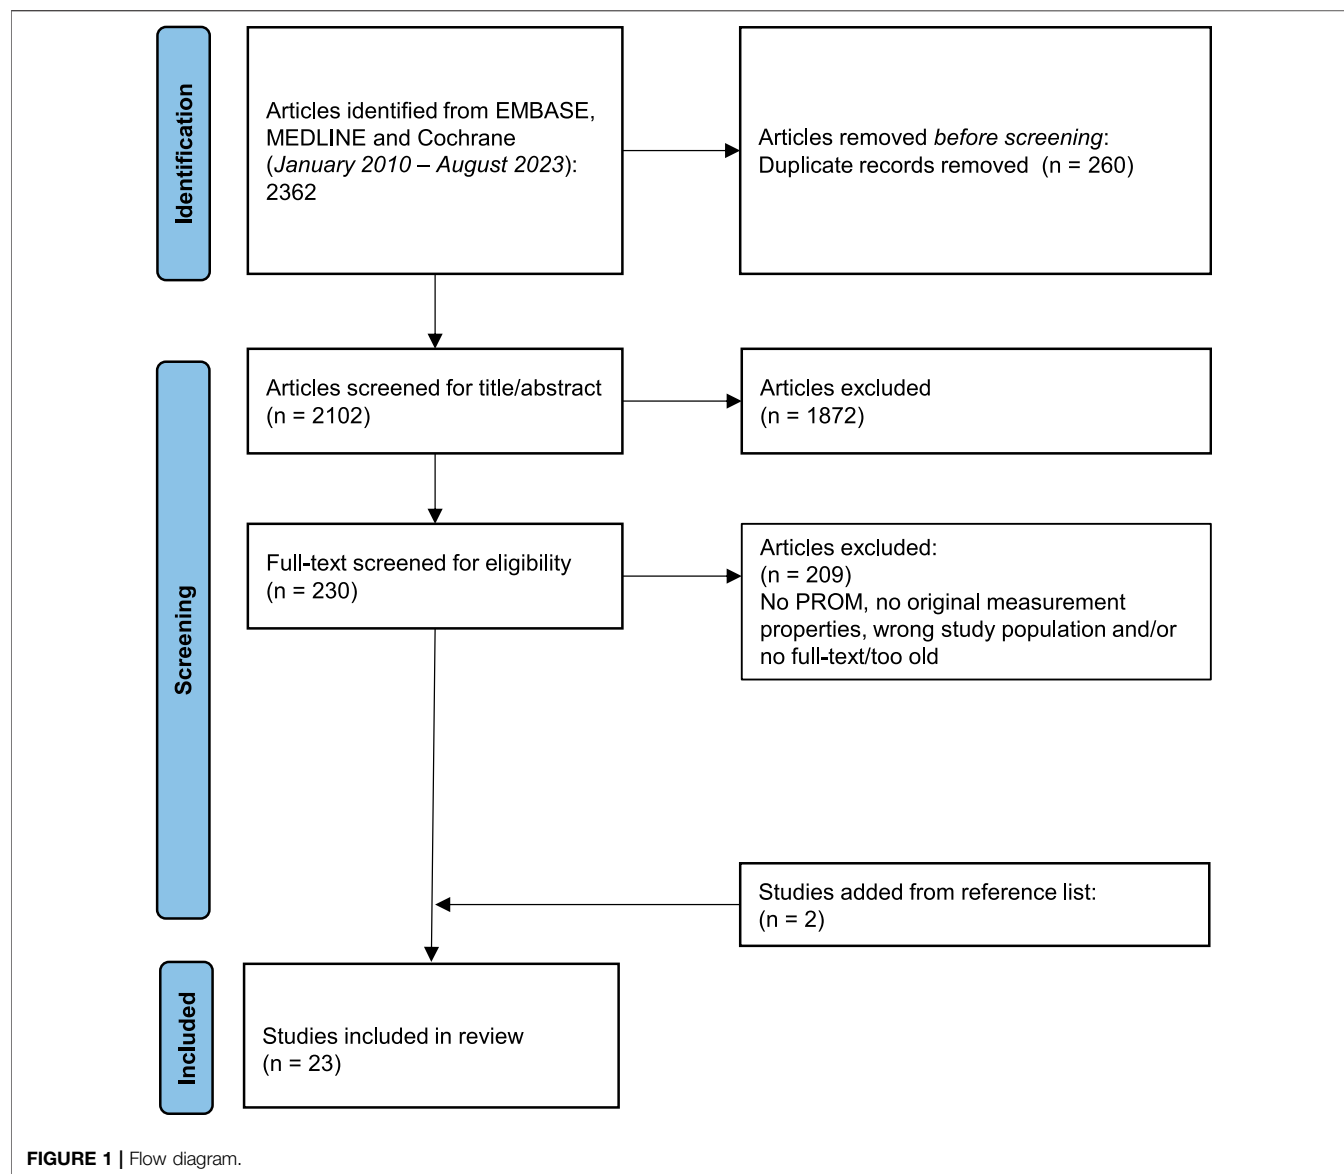 Identification
Articles identified from EMBASE,
MEDLINE and Cochrane
(January 2010 – August 2023):
2362
Articles removed before screening:
Duplicate records removed (n = 260)
Screening
Articles screened for title/abstract
(n = 2102)
Articles excluded
(n = 1872)
Full-text screened for eligibility
(n = 230)
Articles excluded:
(n = 209)
No PROM, no original measurement
properties, wrong study population and/or
no full-text/too old
Studies added from reference list:
(n = 2)
Included
Studies included in review
(n = 23)
FIGURE 1 | Flow diagram.